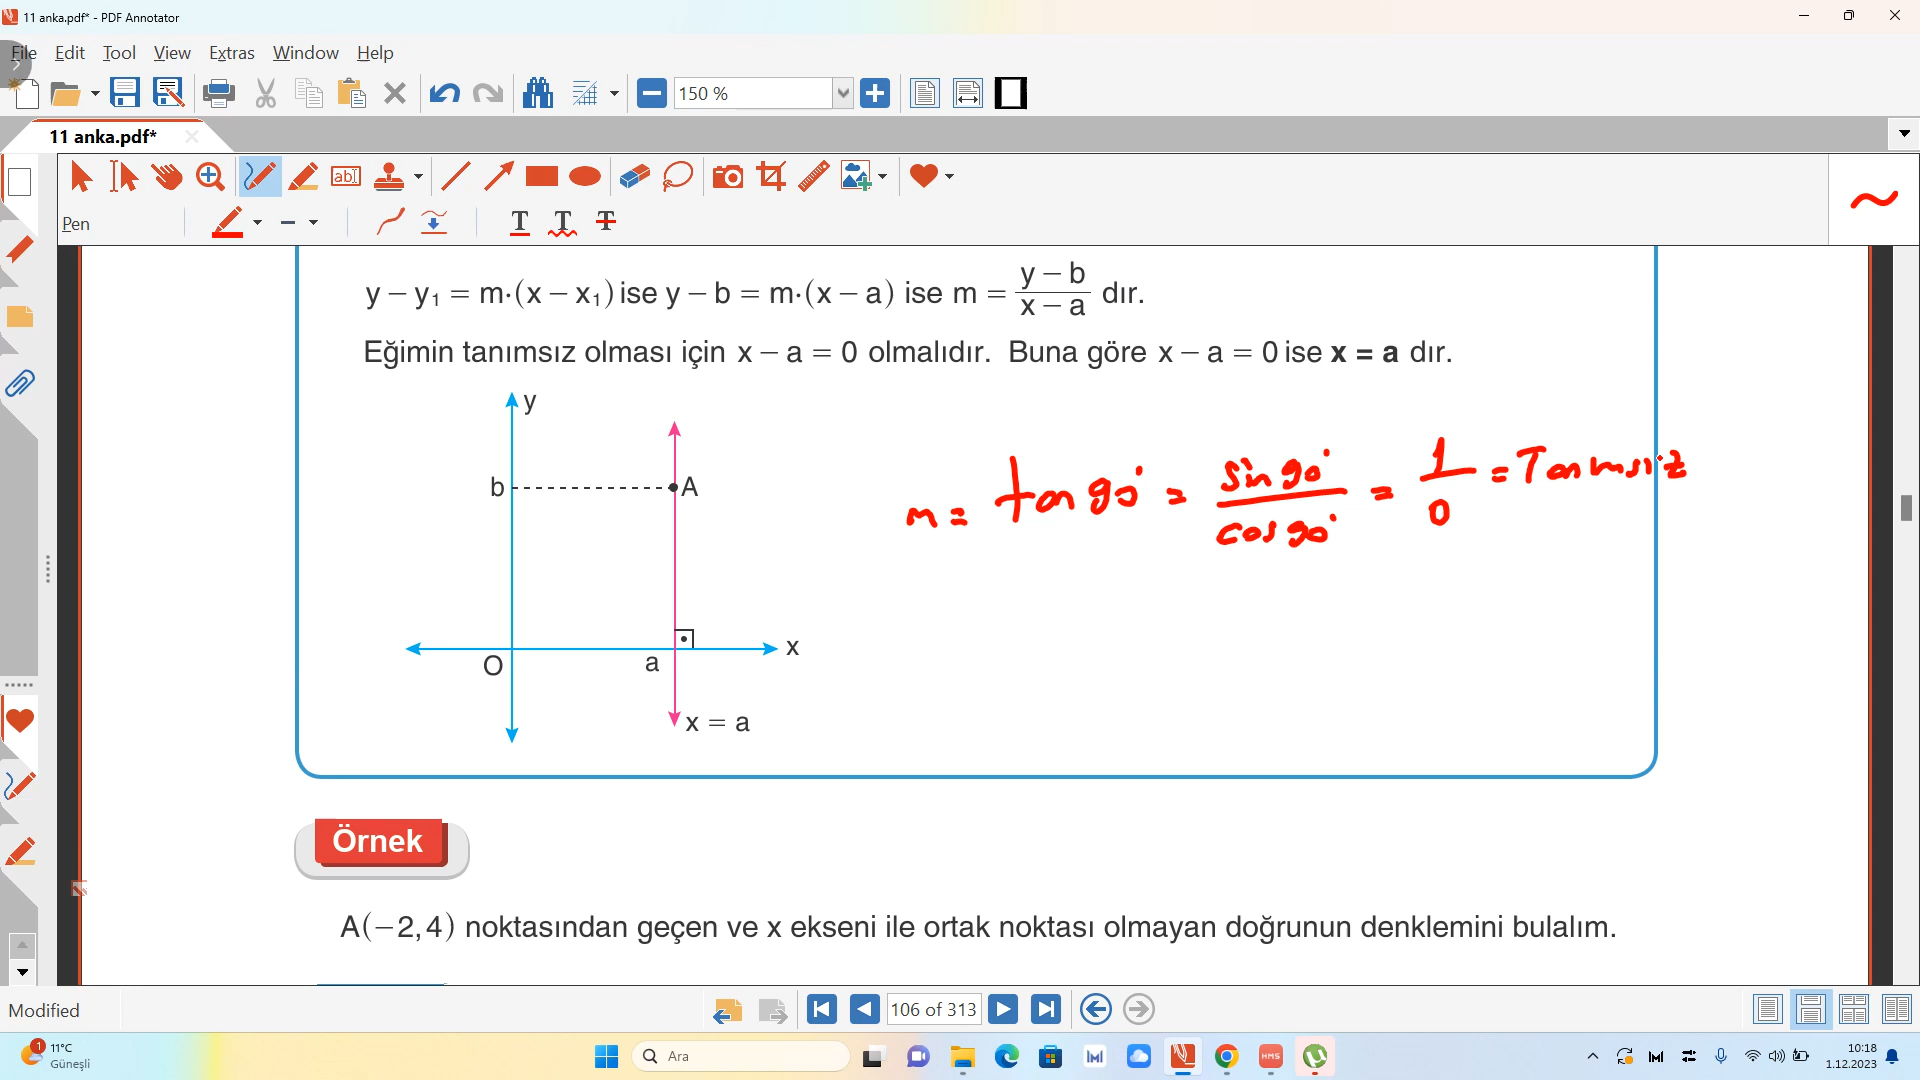 11 anka.pdf* - PDF Annotator
File Edit Tool View Extras Window Help
150 %
11 anka.pdf*
Pen
y − y₁ = m·(x − x₁) ise y − b = m·(x − a) ise m = (y − b)/(x − a) dır.
Eğimin tanımsız olması için x − a = 0 olmalıdır. Buna göre x − a = 0 ise x = a dır.
y
b
A
m = tan 90° = sin 90°/cos 90° = 1/0 = Tanımsız
x
O
a
x = a
Örnek
A(−2, 4) noktasından geçen ve x ekseni ile ortak noktası olmayan doğrunun denklemini bulalım.
Modified
106 of 313
1
11°C
Güneşli
Ara
HMS
10:18
1.12.2023